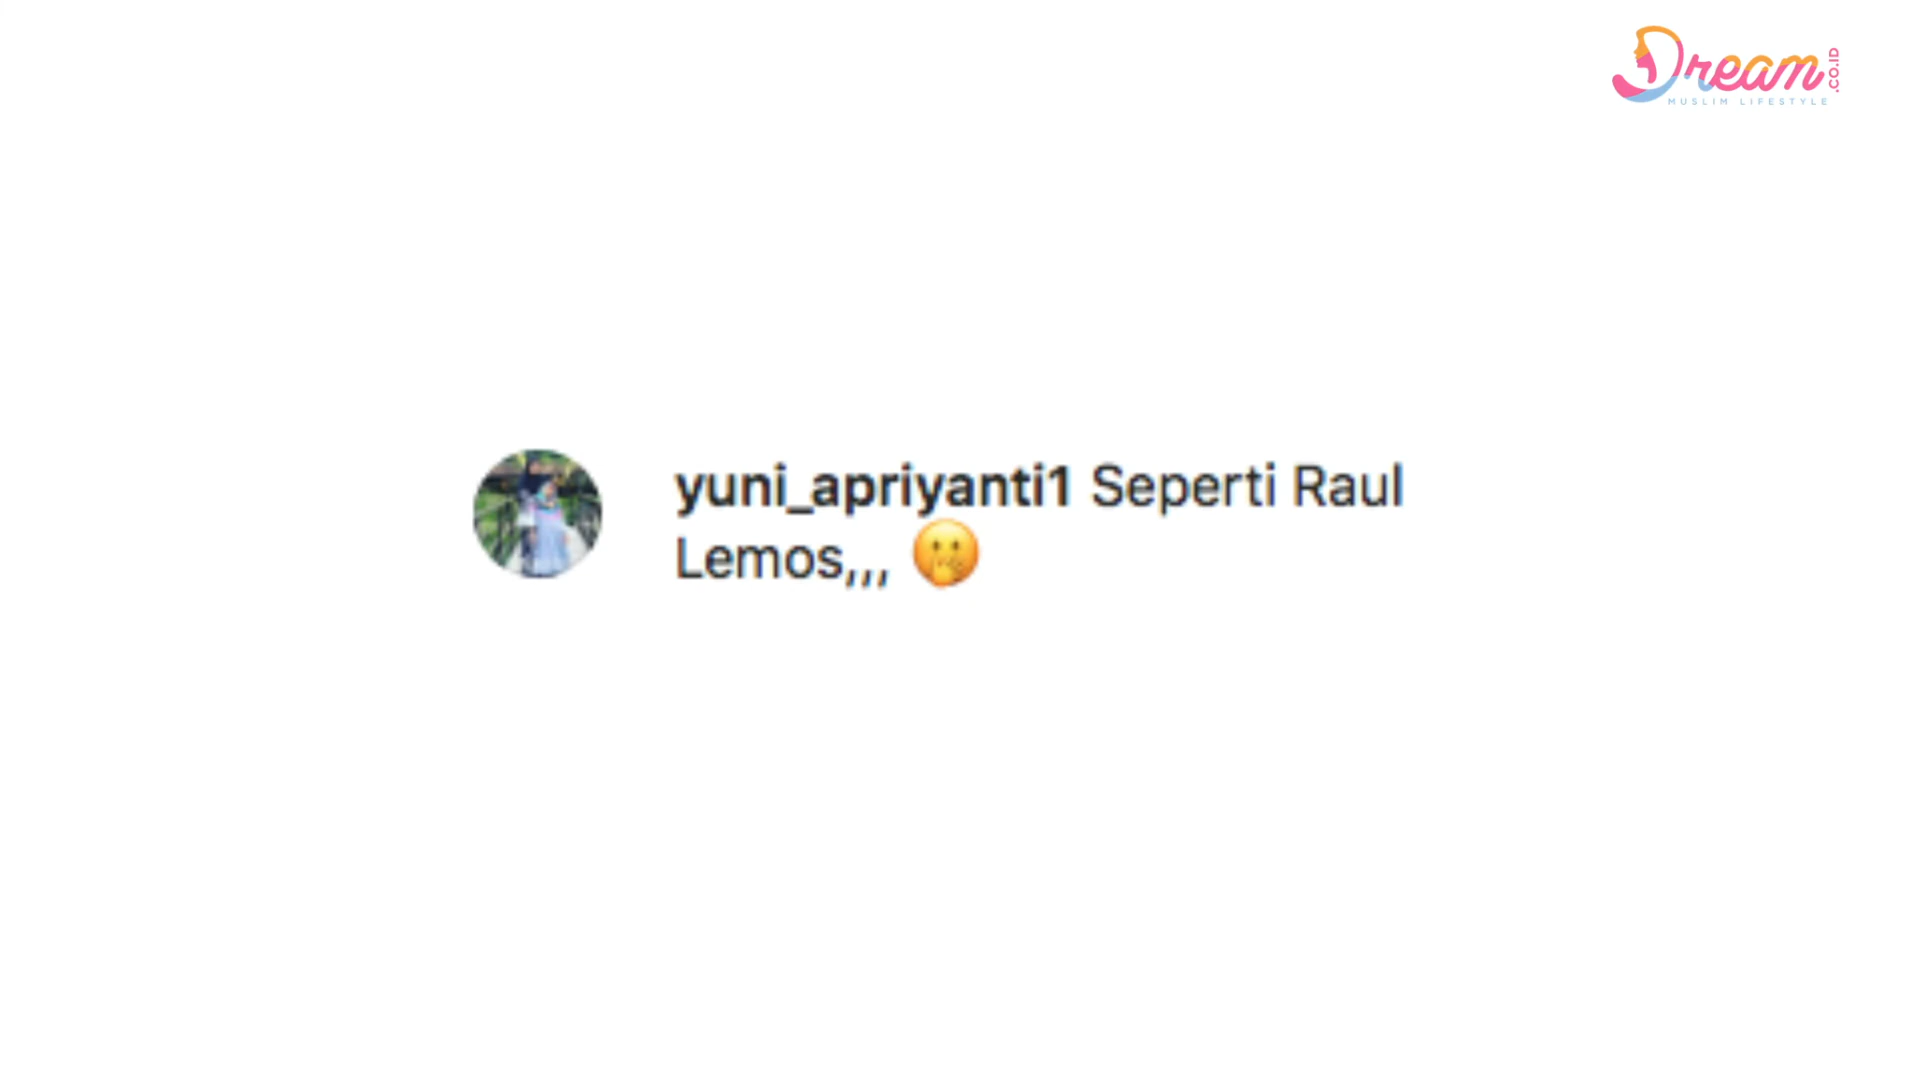 Dream .CO.ID
MUSLIM LIFESTYLE
yuni_apriyanti1 Seperti Raul
Lemos,,, 🤭